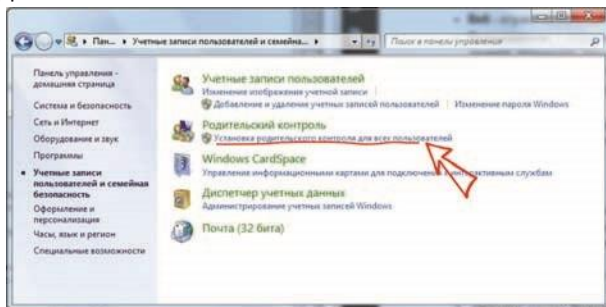 Пан...
Учетные записи пользователей и семейна...
Поиск в панели управления
Панель управления -
домашняя страница
Система и безопасность
Сеть и Интернет
Оборудование и звук
Программы
Учетные записи
пользователей и семейная
безопасность
Оформление и
персонализация
Часы, язык и регион
Специальные возможности
Учетные записи пользователей
Изменение изображения учетной записи
Добавление и удаление учетных записей пользователей
Изменение пароля Windows
Родительский контроль
Установка родительского контроля для всех пользователей
Windows CardSpace
Управление информационными картами для подключения к интерактивным службам
Диспетчер учетных данных
Администрирование учетных записей Windows
Почта (32 бита)